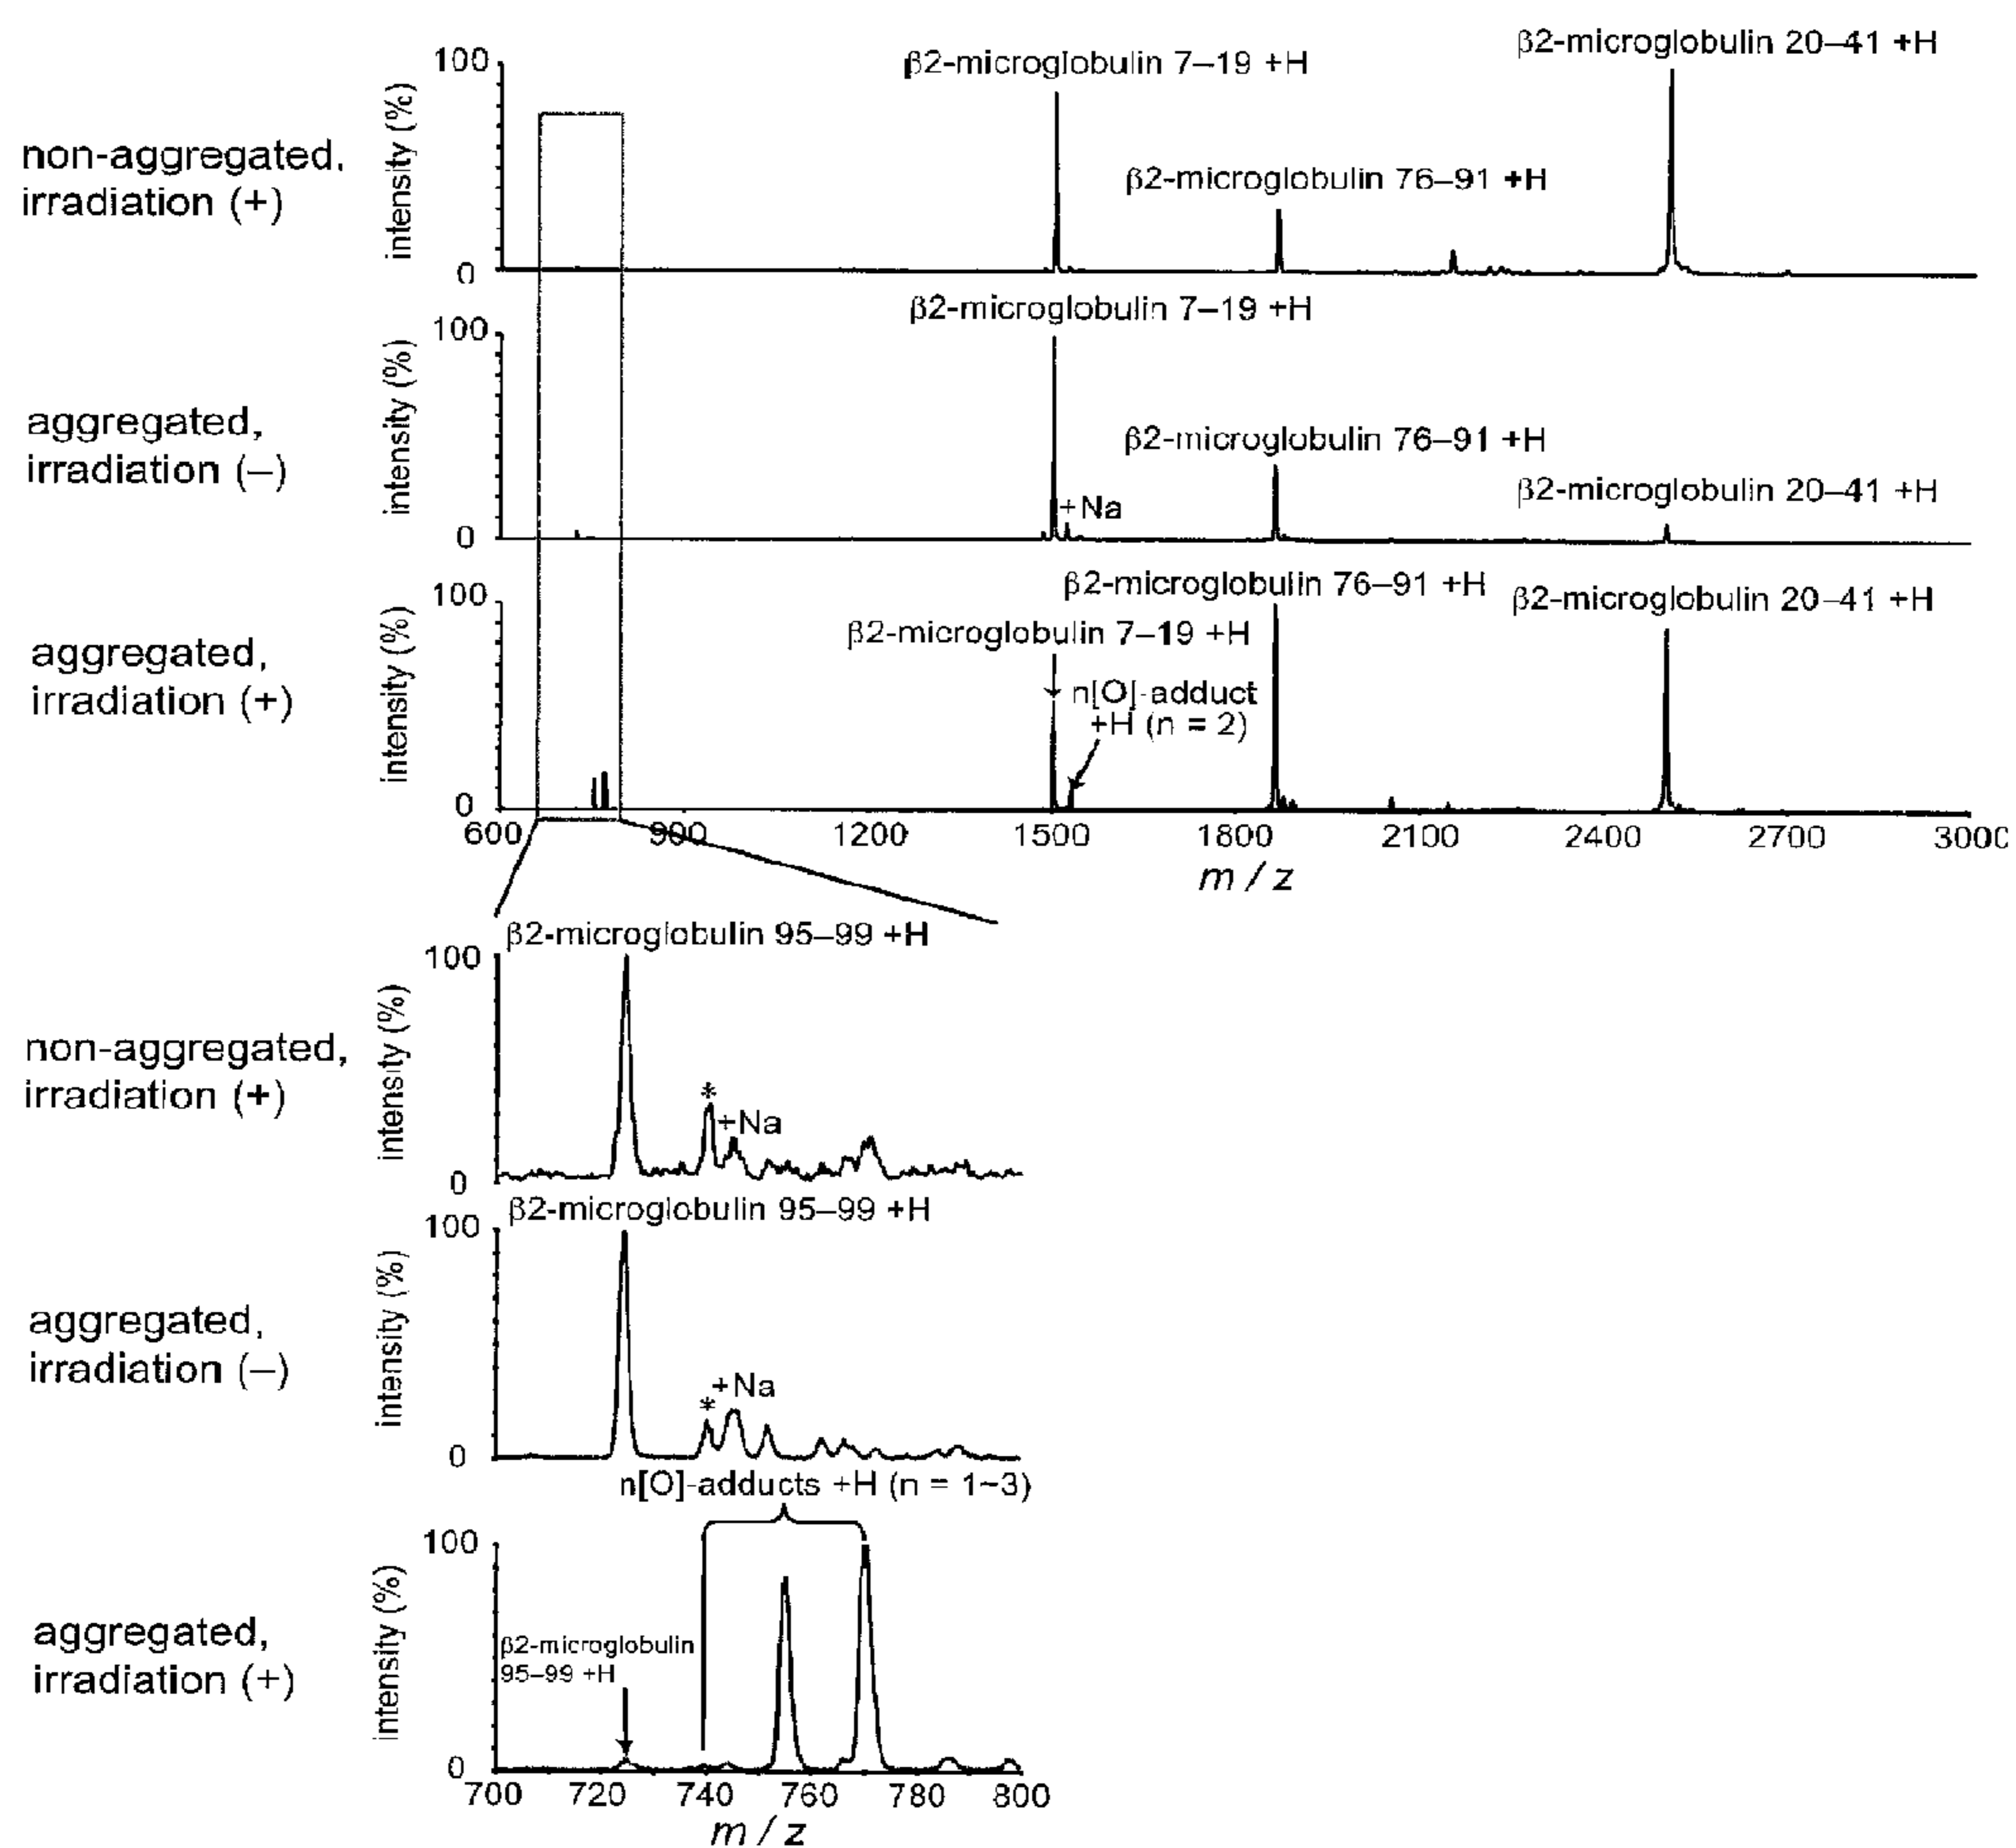 β2-microglobulin 20–41 +H
β2-microglobulin 7–19 +H
100
non-aggregated,
irradiation (+)
intensity (%)
β2-microglobulin 76–91 +H
0
β2-microglobulin 7–19 +H
100
aggregated,
irradiation (–)
intensity (%)
β2-microglobulin 76–91 +H
β2-microglobulin 20–41 +H
+Na
0
β2-microglobulin 76–91 +H
β2-microglobulin 20–41 +H
100
β2-microglobulin 7–19 +H
aggregated,
irradiation (+)
intensity (%)
n[O]-adduct
+H (n = 2)
0
600 900 1200 1500 1800 2100 2400 2700 3000
m / z
β2-microglobulin 95–99 +H
100
non-aggregated,
irradiation (+)
intensity (%)
*
+Na
0
β2-microglobulin 95–99 +H
100
aggregated,
irradiation (–)
intensity (%)
+Na
*
0
n[O]-adducts +H (n = 1~3)
100
aggregated,
irradiation (+)
intensity (%)
β2-microglobulin
95–99 +H
0
700 720 740 760 780 800
m / z